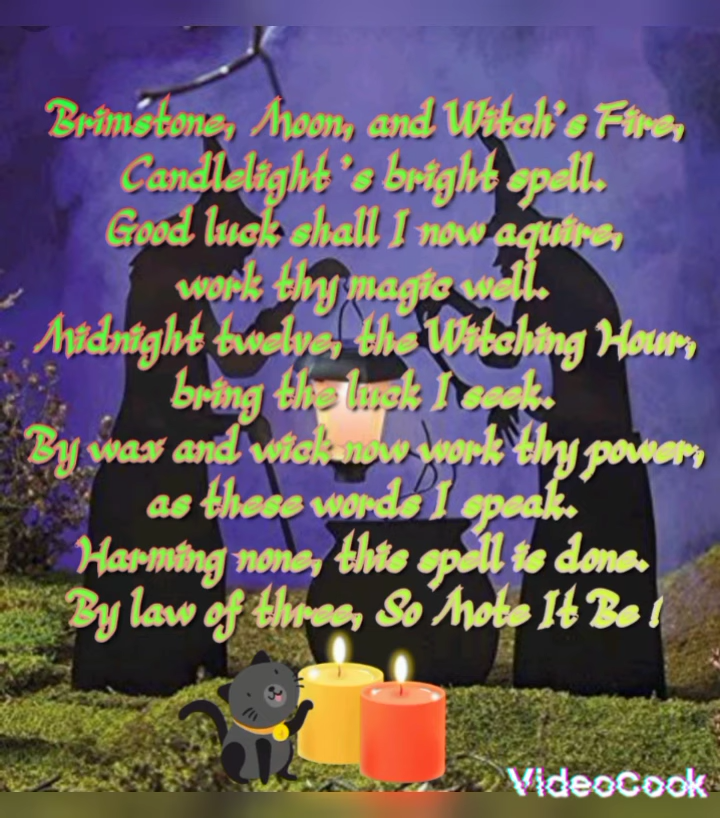 Brimstone, Moon, and Witch's Fire,
Candlelight 's bright spell.
Good luck shall I now aquire,
work thy magic well.
Midnight twelve, the Witching Hour,
bring the luck I seek.
By wax and wick now work thy power,
as these words I speak.
Harming none, this spell is done.
By law of three, So Mote It Be !
VideoCook